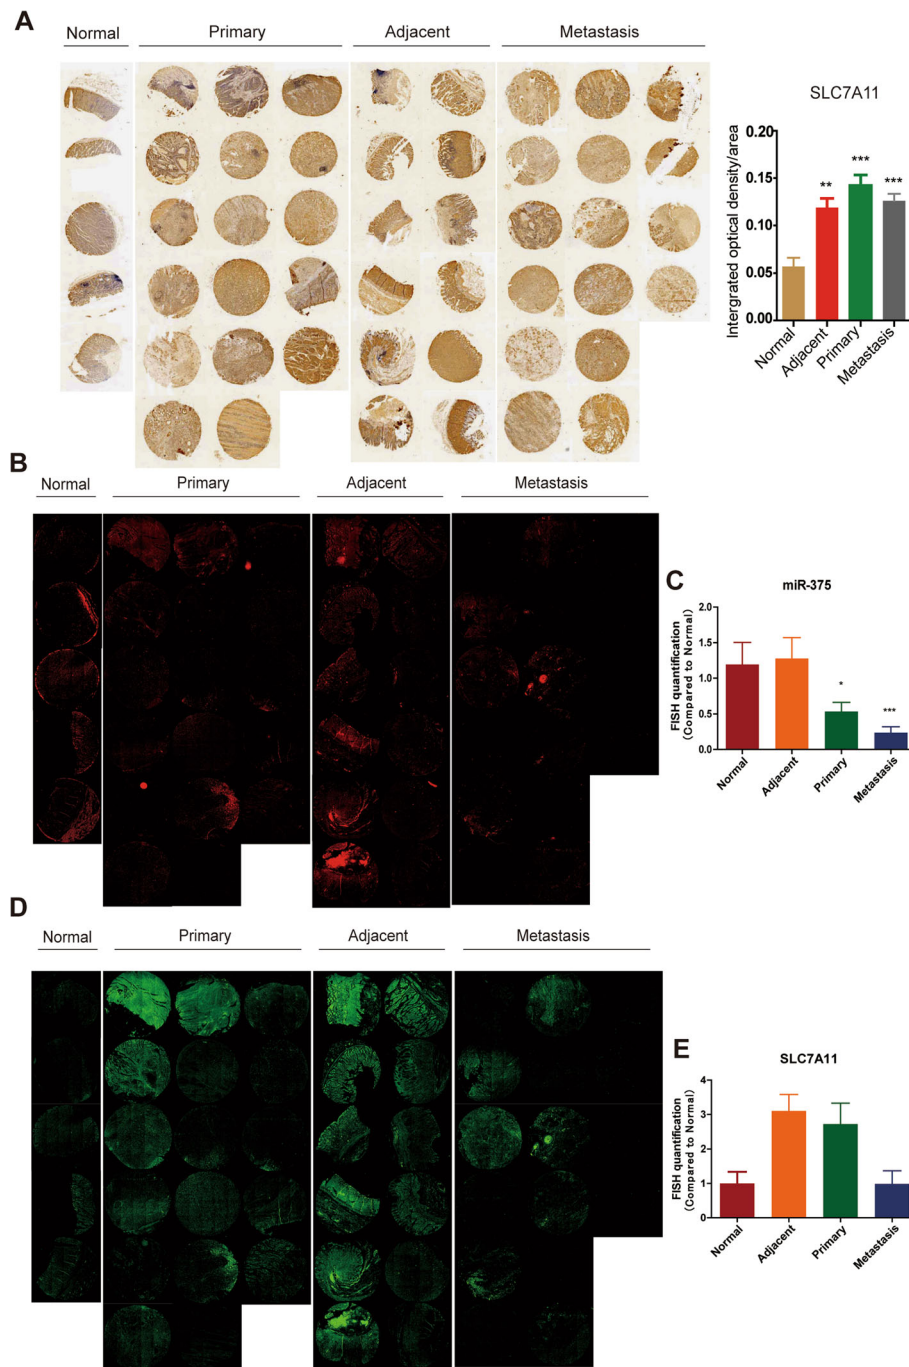 A
Normal Primary Adjacent Metastasis
SLC7A11
Intergrated optical density/area
0.20
0.15
0.10
0.05
0.00
** *** ***
Normal
Adjacent
Primary
Metastasis
B
Normal Primary Adjacent Metastasis
C
miR-375
FISH quantification
(Compared to Normal)
2.0
1.5
1.0
0.5
0.0
* ***
Normal
Adjacent
Primary
Metastasis
D
Normal Primary Adjacent Metastasis
E
SLC7A11
FISH quantification
(Compared to Normal)
4
3
2
1
0
Normal
Adjacent
Primary
Metastasis